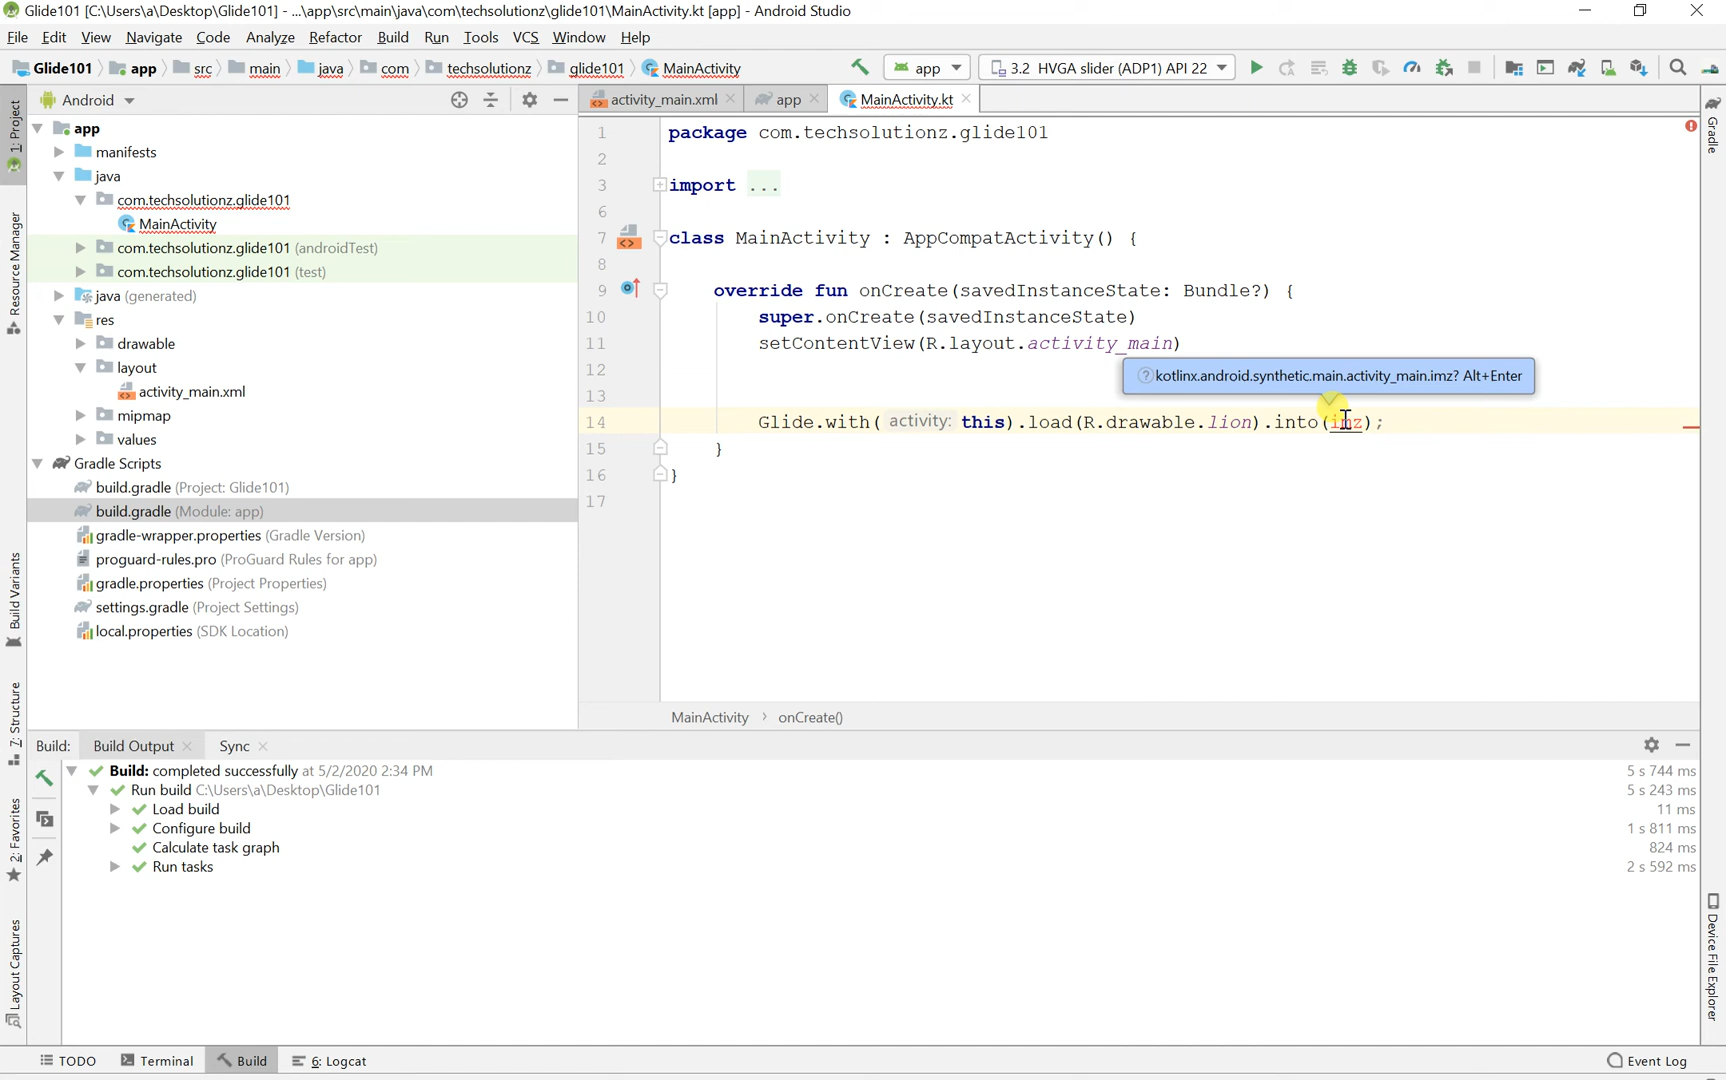 Glide101 [C:\Users\a\Desktop\Glide101] - ...\app\src\main\java\com\techsolutionz\glide101\MainActivity.kt [app] - Android Studio
File Edit View Navigate Code Analyze Refactor Build Run Tools VCS Window Help
Glide101 app src main java com techsolutionz glide101 MainActivity app 3.2 HVGA slider (ADP1) API 22
Android activity_main.xml app MainActivity.kt
1: Project
Resource Manager
Build Variants
7: Structure
2: Favorites
Layout Captures
app
manifests
java
com.techsolutionz.glide101
MainActivity
com.techsolutionz.glide101 (androidTest)
com.techsolutionz.glide101 (test)
java (generated)
res
drawable
layout
activity_main.xml
mipmap
values
Gradle Scripts
build.gradle (Project: Glide101)
build.gradle (Module: app)
gradle-wrapper.properties (Gradle Version)
proguard-rules.pro (ProGuard Rules for app)
gradle.properties (Project Properties)
settings.gradle (Project Settings)
local.properties (SDK Location)
1 package com.techsolutionz.glide101
2
3 import ...
6
7 class MainActivity : AppCompatActivity() {
8
9 override fun onCreate(savedInstanceState: Bundle?) {
10 super.onCreate(savedInstanceState)
11 setContentView(R.layout.activity_main)
12 kotlinx.android.synthetic.main.activity_main.imz? Alt+Enter
13
14 Glide.with( activity: this).load(R.drawable.lion).into(imz);
15 }
16 }
17
MainActivity › onCreate()
Gradle
Device File Explorer
Build: Build Output Sync
Build: completed successfully at 5/2/2020 2:34 PM 5 s 744 ms
Run build C:\Users\a\Desktop\Glide101 5 s 243 ms
Load build 11 ms
Configure build 1 s 811 ms
Calculate task graph 824 ms
Run tasks 2 s 592 ms
TODO Terminal Build 6: Logcat Event Log